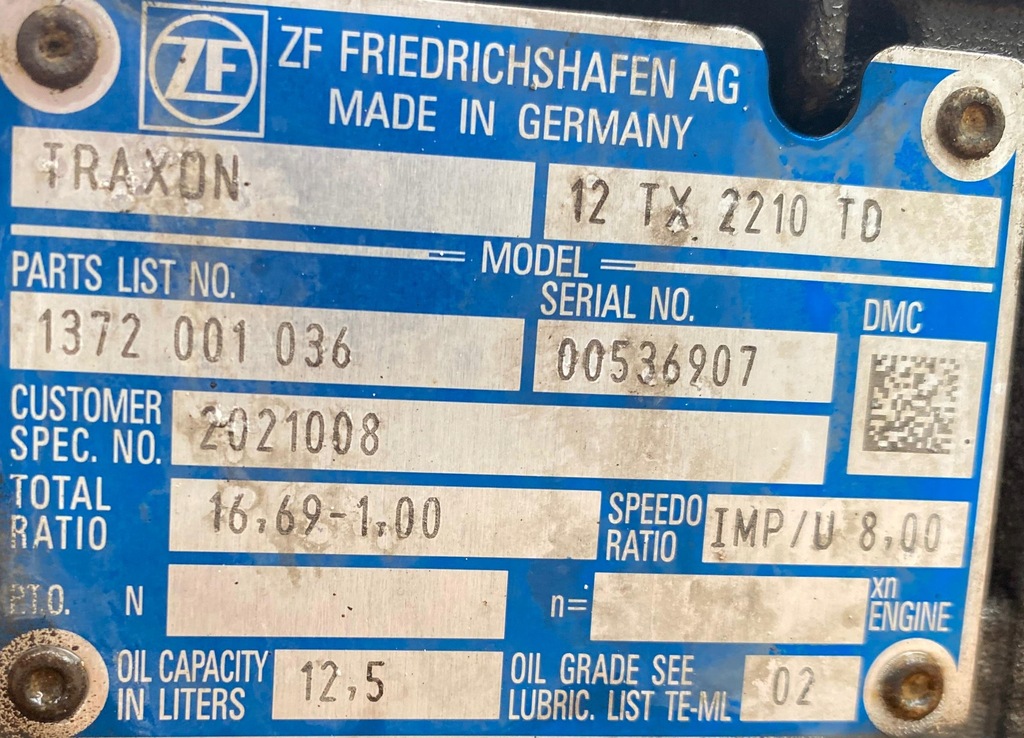 ZF
ZF FRIEDRICHSHAFEN AG
MADE IN GERMANY
TRAXON
12 TX 2210 TD
MODEL
PARTS LIST NO.
SERIAL NO.
DMC
1372 001 036
00536907
CUSTOMER
SPEC. NO.
2021008
TOTAL
RATIO
16,69-1,00
SPEEDO
RATIO
IMP/U 8,00
P.T.O. N
n=
xn
ENGINE
OIL CAPACITY
IN LITERS
12,5
OIL GRADE SEE
LUBRIC. LIST TE-ML
02